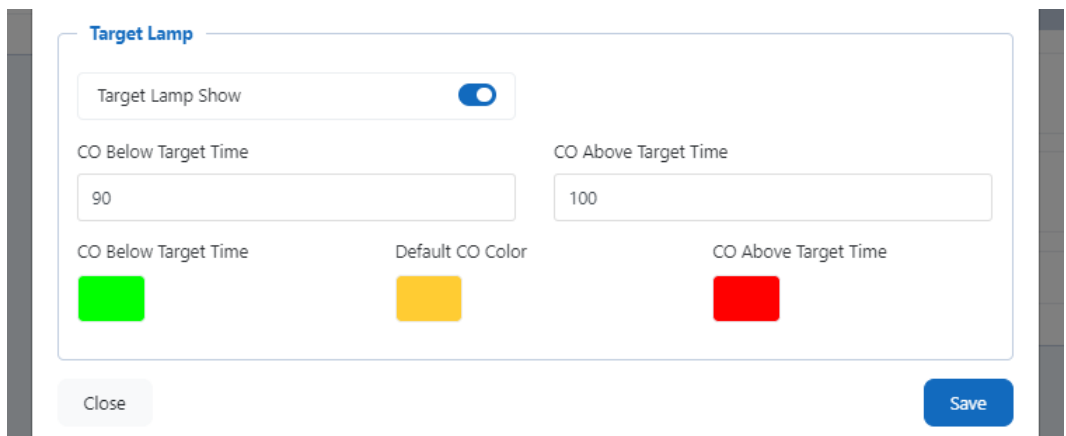 Target Lamp
Target Lamp Show
CO Below Target Time CO Above Target Time
90 100
CO Below Target Time Default CO Color CO Above Target Time
Close Save